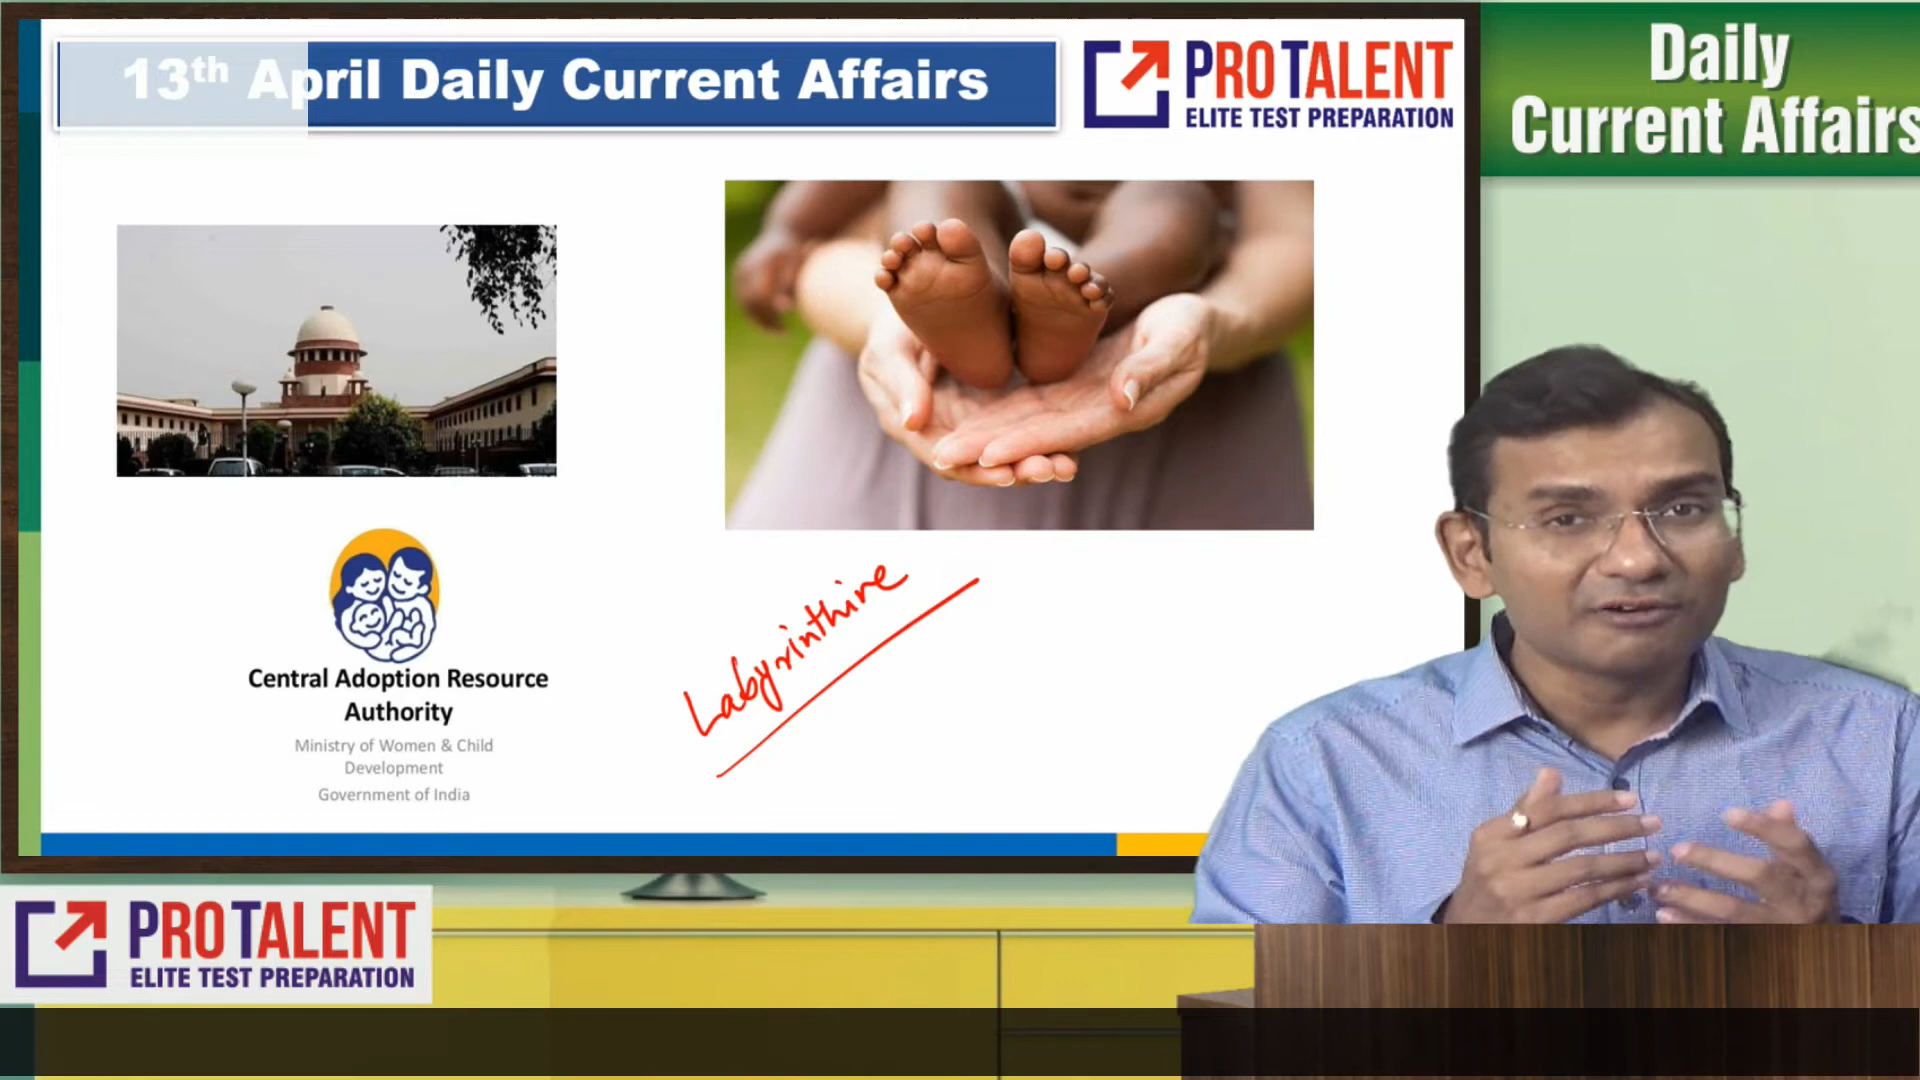 13th April Daily Current Affairs
PROTALENT
ELITE TEST PREPARATION
Daily
Current Affairs
Central Adoption Resource
Authority
Ministry of Women & Child
Development
Government of India
Labyrinthine
PROTALENT
ELITE TEST PREPARATION